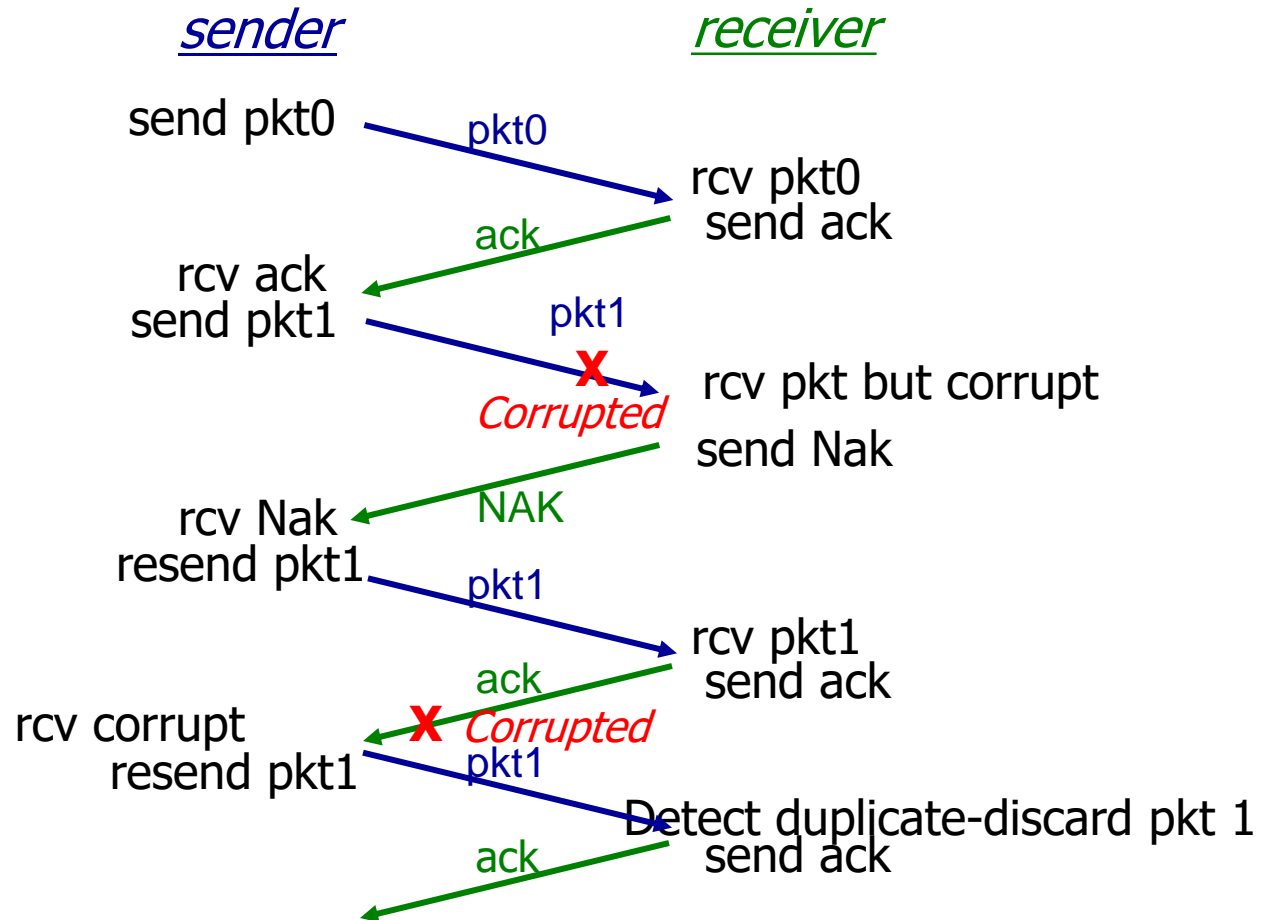 sender
receiver
send pkt0
pkt0
rcv pkt0
send ack
ack
rcv ack
send pkt1
pkt1
X
Corrupted
rcv pkt but corrupt
send Nak
NAK
rcv Nak
resend pkt1
pkt1
rcv pkt1
send ack
ack
X Corrupted
rcv corrupt
resend pkt1
pkt1
Detect duplicate-discard pkt 1
send ack
ack